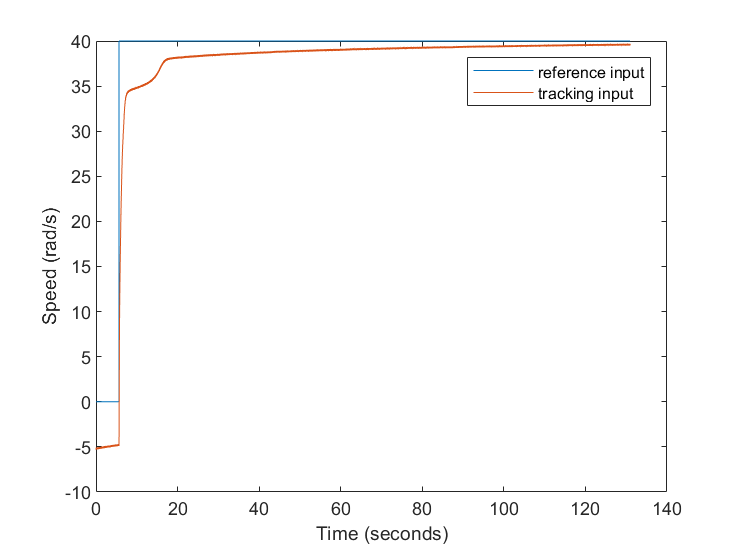 40
35
30
25
20
15
10
5
0
-5
-10
0 20 40 60 80 100 120 140
Speed (rad/s)
Time (seconds)
reference input
tracking input